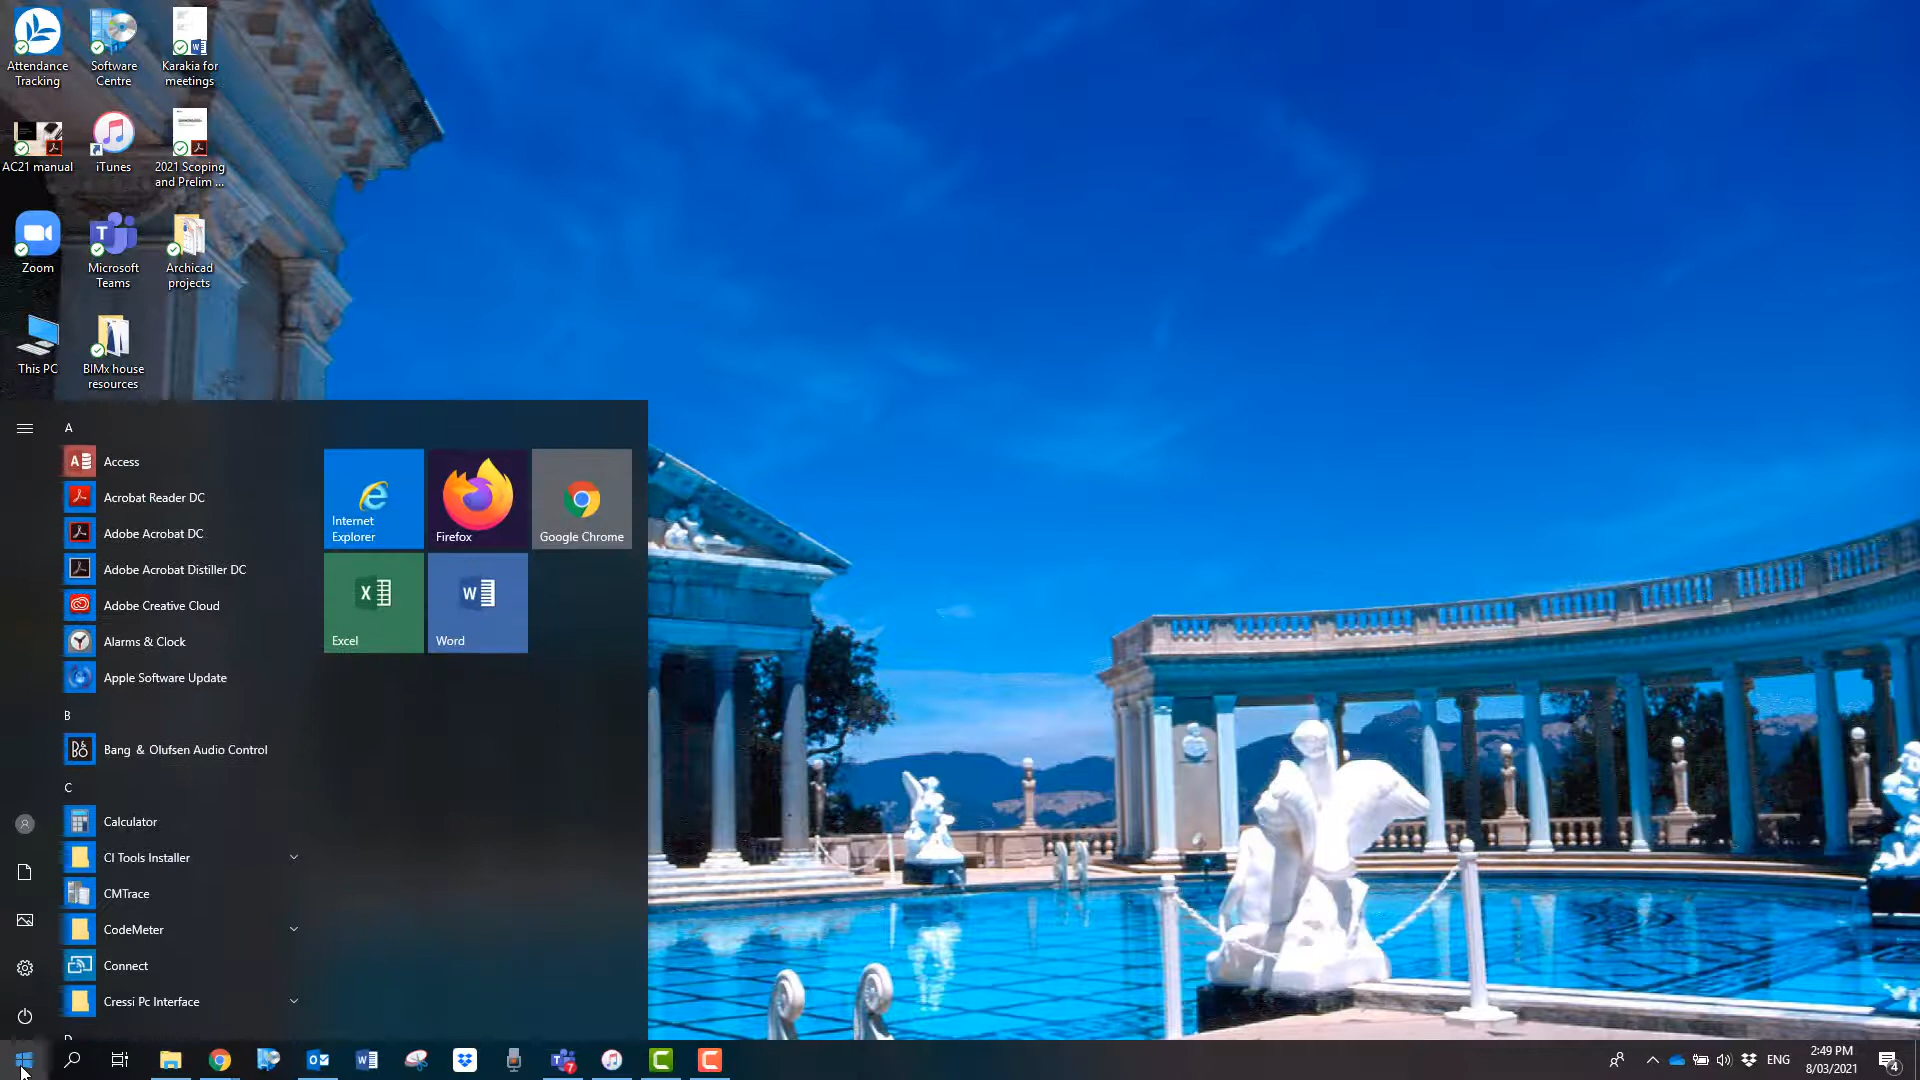 Attendance
Tracking
Software
Centre
Karakia for
meetings
AC21 manual
iTunes
2021 Scoping
and Prelim ...
Zoom
Microsoft
Teams
Archicad
projects
This PC
BIMx house
resources
A
Access
Acrobat Reader DC
Adobe Acrobat DC
Adobe Acrobat Distiller DC
Adobe Creative Cloud
Alarms & Clock
Apple Software Update
B
Bang & Olufsen Audio Control
C
Calculator
CI Tools Installer
CMTrace
CodeMeter
Connect
Cressi Pc Interface
Internet
Explorer
Firefox
Google Chrome
Excel
Word
7
ENG
2:49 PM
8/03/2021
4